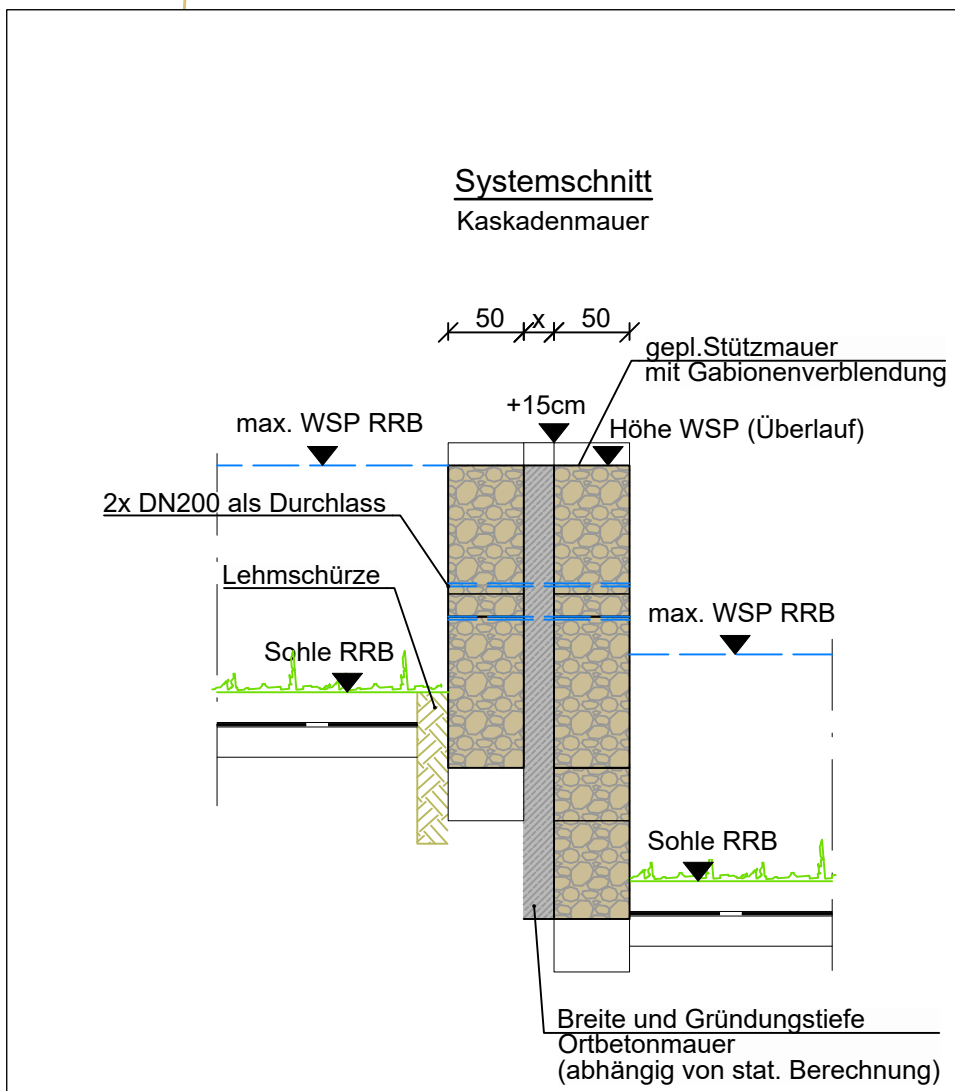 Systemschnitt
Kaskadenmauer
50 x 50
gepl.Stützmauer
mit Gabionenverblendung
+15cm
max. WSP RRB
Höhe WSP (Überlauf)
2x DN200 als Durchlass
Lehmschürze
max. WSP RRB
Sohle RRB
Sohle RRB
Breite und Gründungstiefe
Ortbetonmauer
(abhängig von stat. Berechnung)